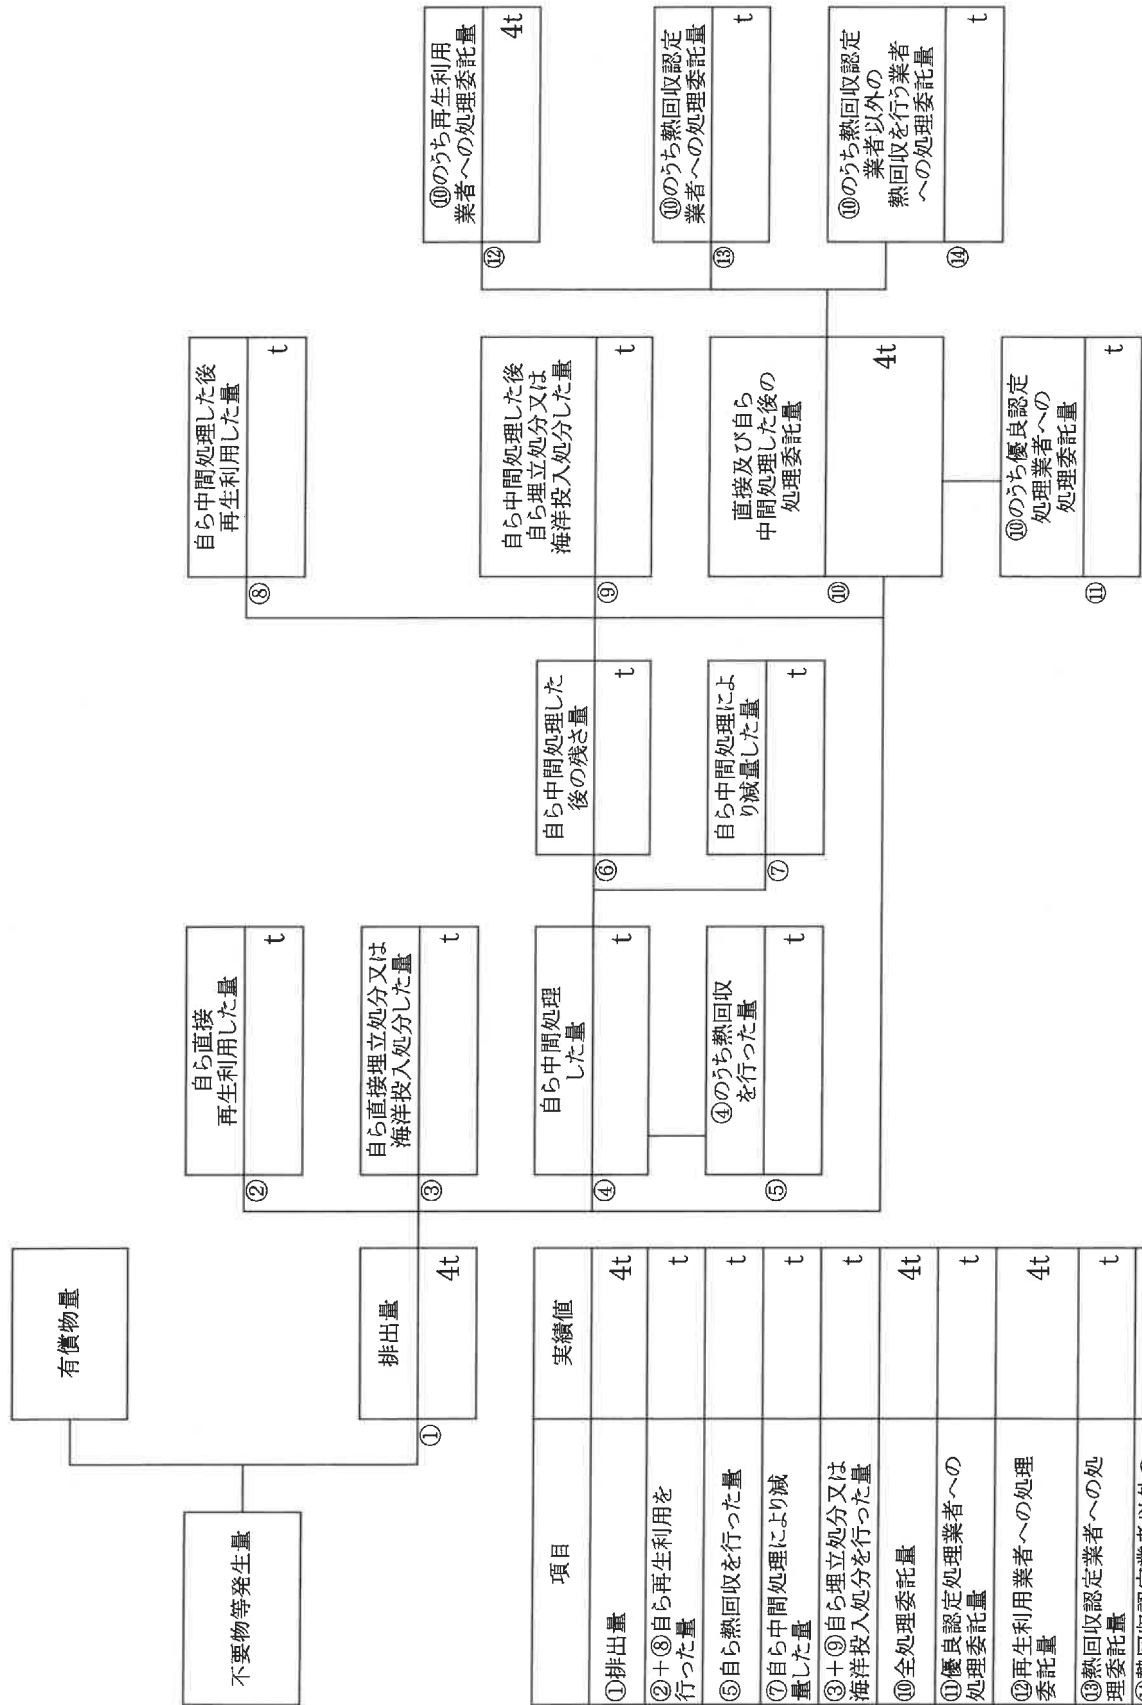 不要物等発生量
有償物量
①
排出量
4t
②
自ら直接
再生利用した量
t
③
自ら直接埋立処分又は
海洋投入処分した量
t
④
自ら中間処理
した量
t
⑤
④のうち熱回収
を行った量
t
⑥
自ら中間処理した
後の残さ量
t
⑦
自ら中間処理によ
り減量した量
t
⑧
自ら中間処理した後
再生利用した量
t
⑨
自ら中間処理した後
自ら埋立処分又は
海洋投入処分した量
t
⑩
直接及び自ら
中間処理した後の
処理委託量
4t
⑪
⑩のうち優良認定
処理業者への
処理委託量
t
⑫
⑩のうち再生利用
業者への処理委託量
4t
⑬
⑩のうち熱回収認定
業者への処理委託量
t
⑭
⑩のうち熱回収認定
業者以外の
熱回収を行う業者
への処理委託量
t
項目
実績値
①排出量
4t
②+⑧自ら再生利用を
行った量
t
⑤自ら熱回収を行った量
t
⑦自ら中間処理により減
量した量
t
③+⑨自ら埋立処分又は
海洋投入処分を行った量
t
⑩全処理委託量
4t
⑪優良認定処理業者への
処理委託量
t
⑫再生利用業者への処理
委託量
4t
⑬熱回収認定業者への処
理委託量
t